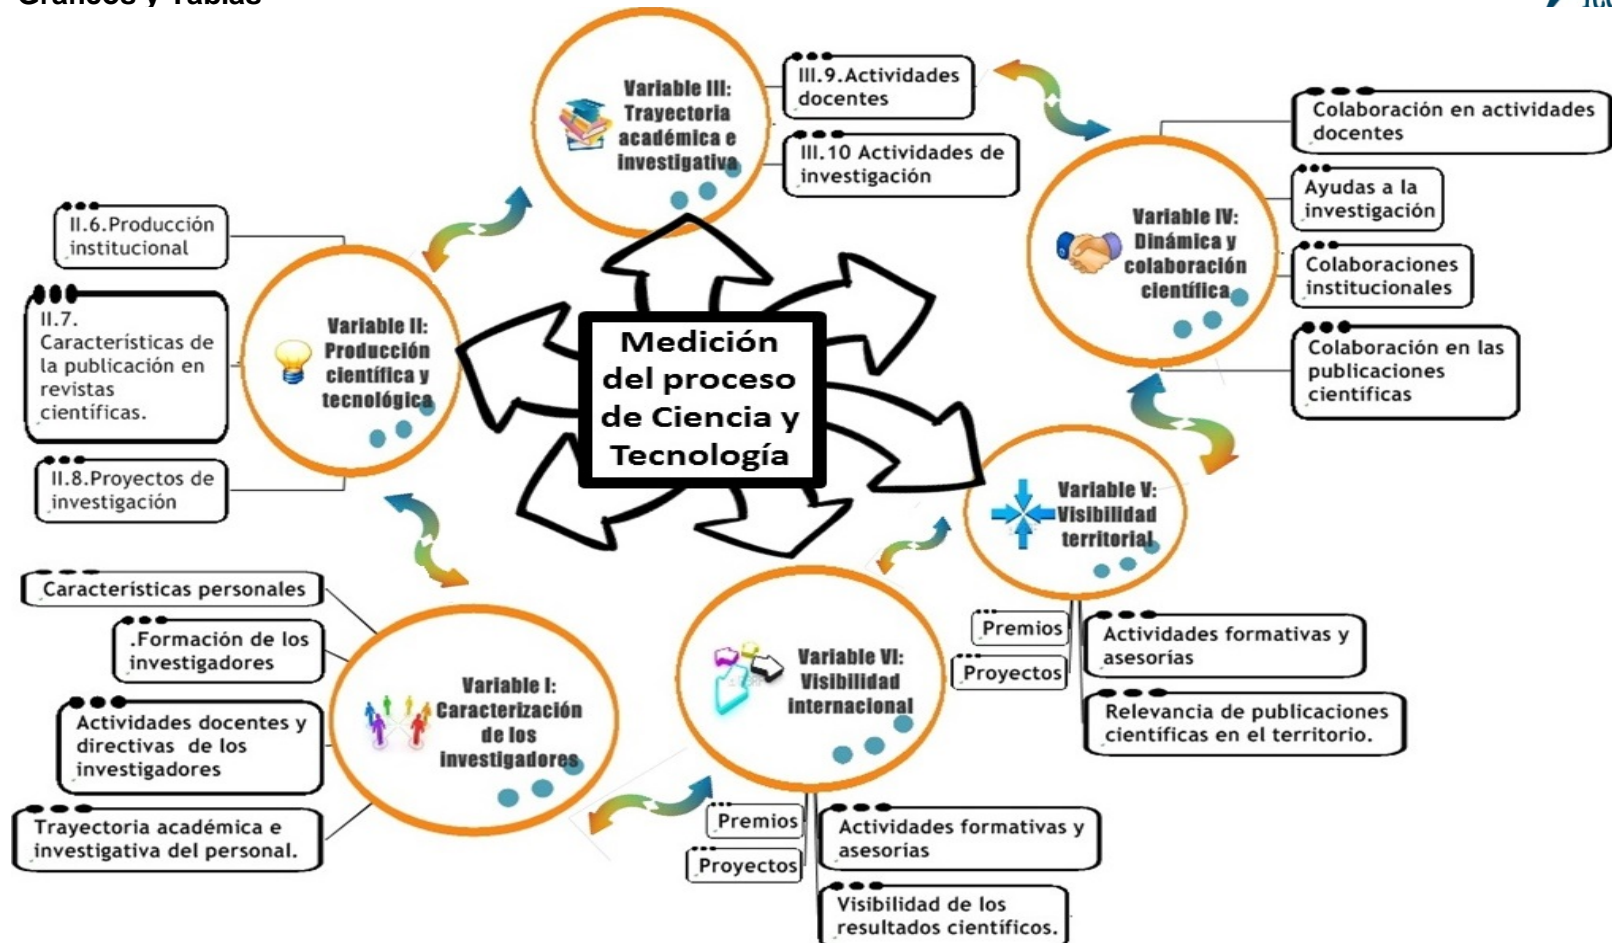 Gráficos y Tablas
Variable III:
Trayectoria
académica e
investigativa
III.9.Actividades
docentes
III.10 Actividades de
investigación
Variable IV:
Dinámica y
colaboración
científica
Colaboración en actividades
docentes
Ayudas a la
investigación
Colaboraciones
institucionales
Colaboración en las
publicaciones
científicas
II.6.Producción
institucional
II.7.
Características de
la publicación en
revistas
científicas.
II.8.Proyectos de
investigación
Variable II:
Producción
científica y
tecnológica
Medición
del proceso
de Ciencia y
Tecnología
Variable V:
Visibilidad
territorial
Premios
Proyectos
Actividades formativas y
asesorías
Relevancia de publicaciones
científicas en el territorio.
Características personales
.Formación de los
investigadores
Actividades docentes y
directivas de los
investigadores
Trayectoria académica e
investigativa del personal.
Variable I:
Caracterización
de los
investigadores
Variable VI:
Visibilidad
internacional
Premios
Proyectos
Actividades formativas y
asesorías
Visibilidad de los
resultados científicos.